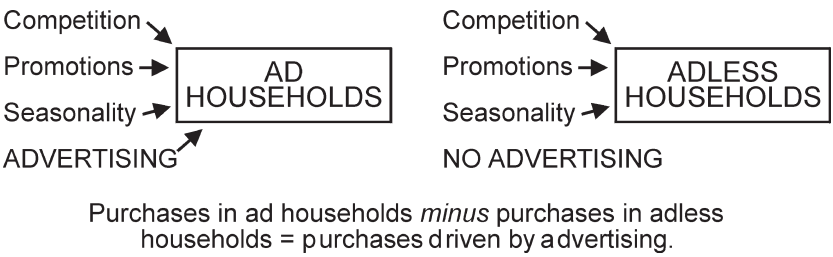 Competition
Promotions
Seasonality
ADVERTISING
AD
HOUSEHOLDS
Competition
Promotions
Seasonality
NO ADVERTISING
ADLESS
HOUSEHOLDS
Purchases in ad households minus purchases in adless
households = purchases driven by advertising.